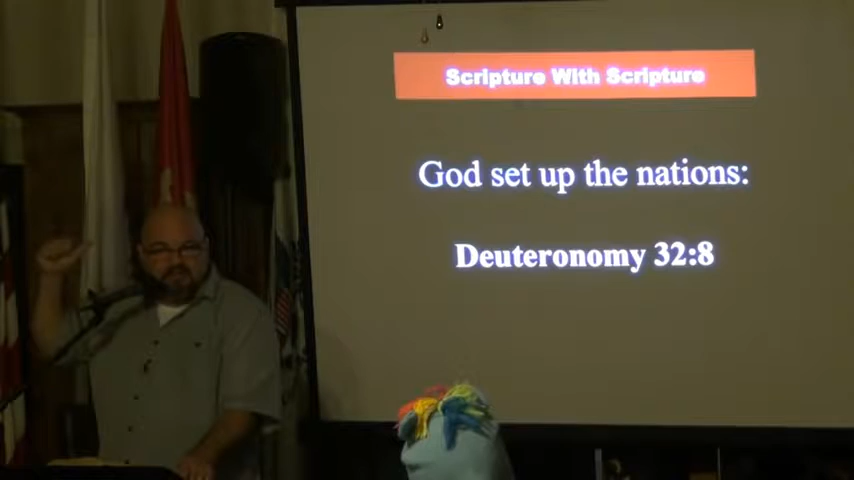 Scripture With Scripture
God set up the nations:
Deuteronomy 32:8